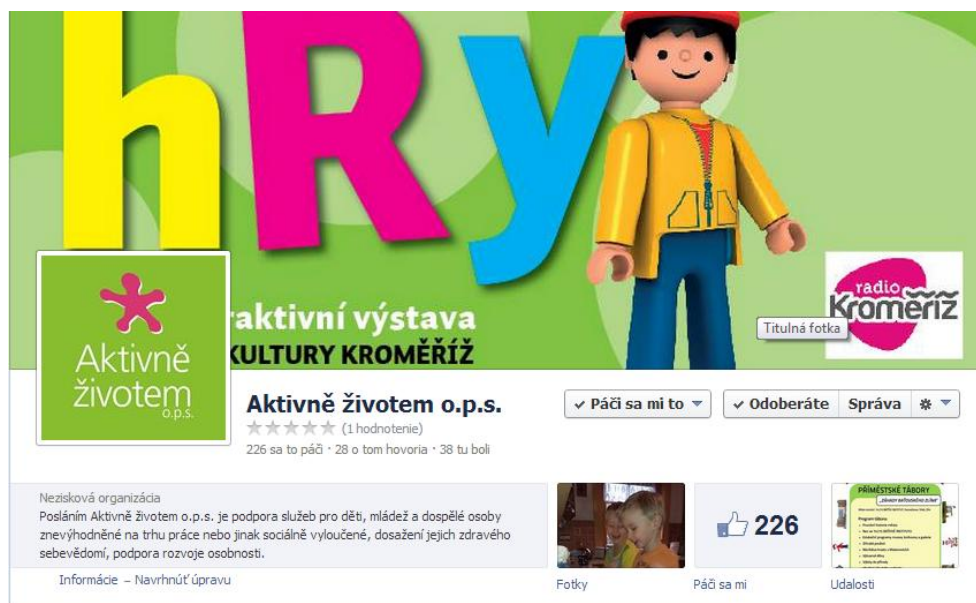 hRy
raktivní výstava
KULTURY KROMĚŘÍŽ
radio
Kroměříž
Titulná fotka
Aktivně
životem
o.p.s.
Aktivně životem o.p.s.
(1 hodnotenie)
226 sa to páči · 28 o tom hovoria · 38 tu boli
✓ Páči sa mi to
✓ Odoberáte Správa
Nezisková organizácia
Posláním Aktivně životem o.p.s. je podpora služeb pro děti, mládež a dospělé osoby
znevýhodněné na trhu práce nebo jinak sociálně vyloučené, dosažení jejich zdravého
sebevědomí, podpora rozvoje osobnosti.
Informácie – Navrhnúť úpravu
226
PŘÍMĚSTSKÉ TÁBORY
Fotky
Páči sa mi
Udalosti